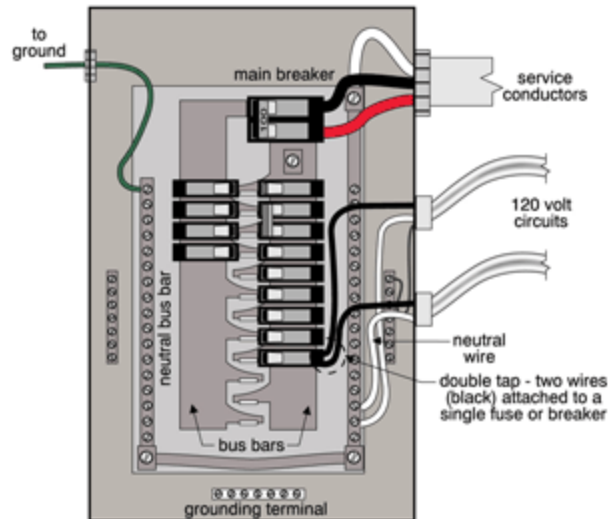 to
ground
main breaker
100
service
conductors
120 volt
circuits
neutral bus bar
neutral
wire
double tap - two wires
(black) attached to a
single fuse or breaker
bus bars
grounding terminal